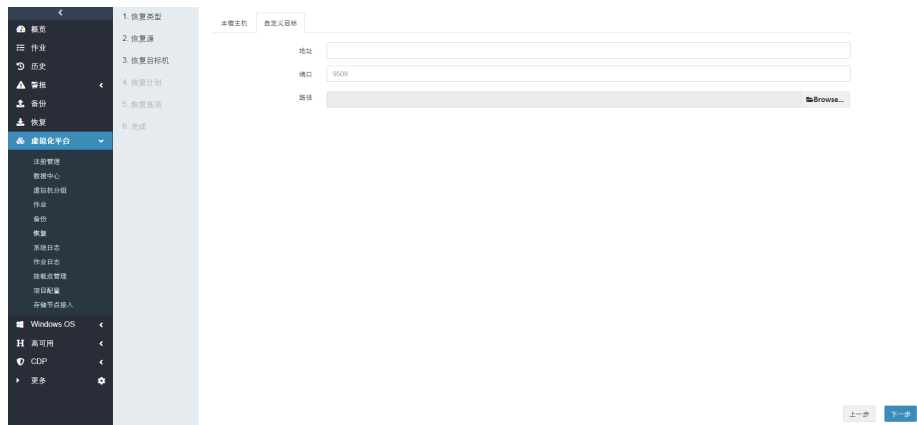 概览
作业
历史
警报
备份
恢复
虚拟化平台
注册管理
数据中心
虚拟机分组
作业
备份
恢复
系统日志
作业日志
挂载点管理
项目配置
存储节点接入
Windows OS
高可用
CDP
更多
1. 恢复类型
2. 恢复源
3. 恢复目标机
4. 恢复计划
5. 恢复选项
6. 完成
本宿主机 自定义目标
地址
端口 9509
路径 Browse...
上一步 下一步